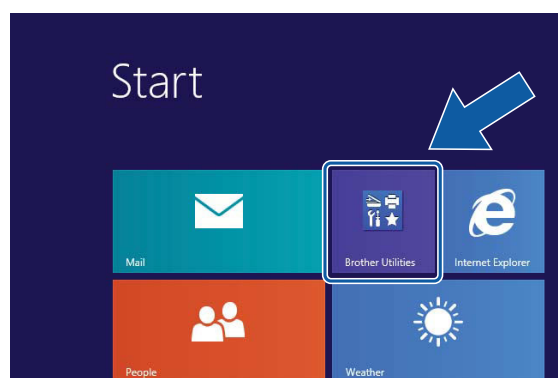 Start
Mail
Brother Utilities
Internet Explorer
People
Weather